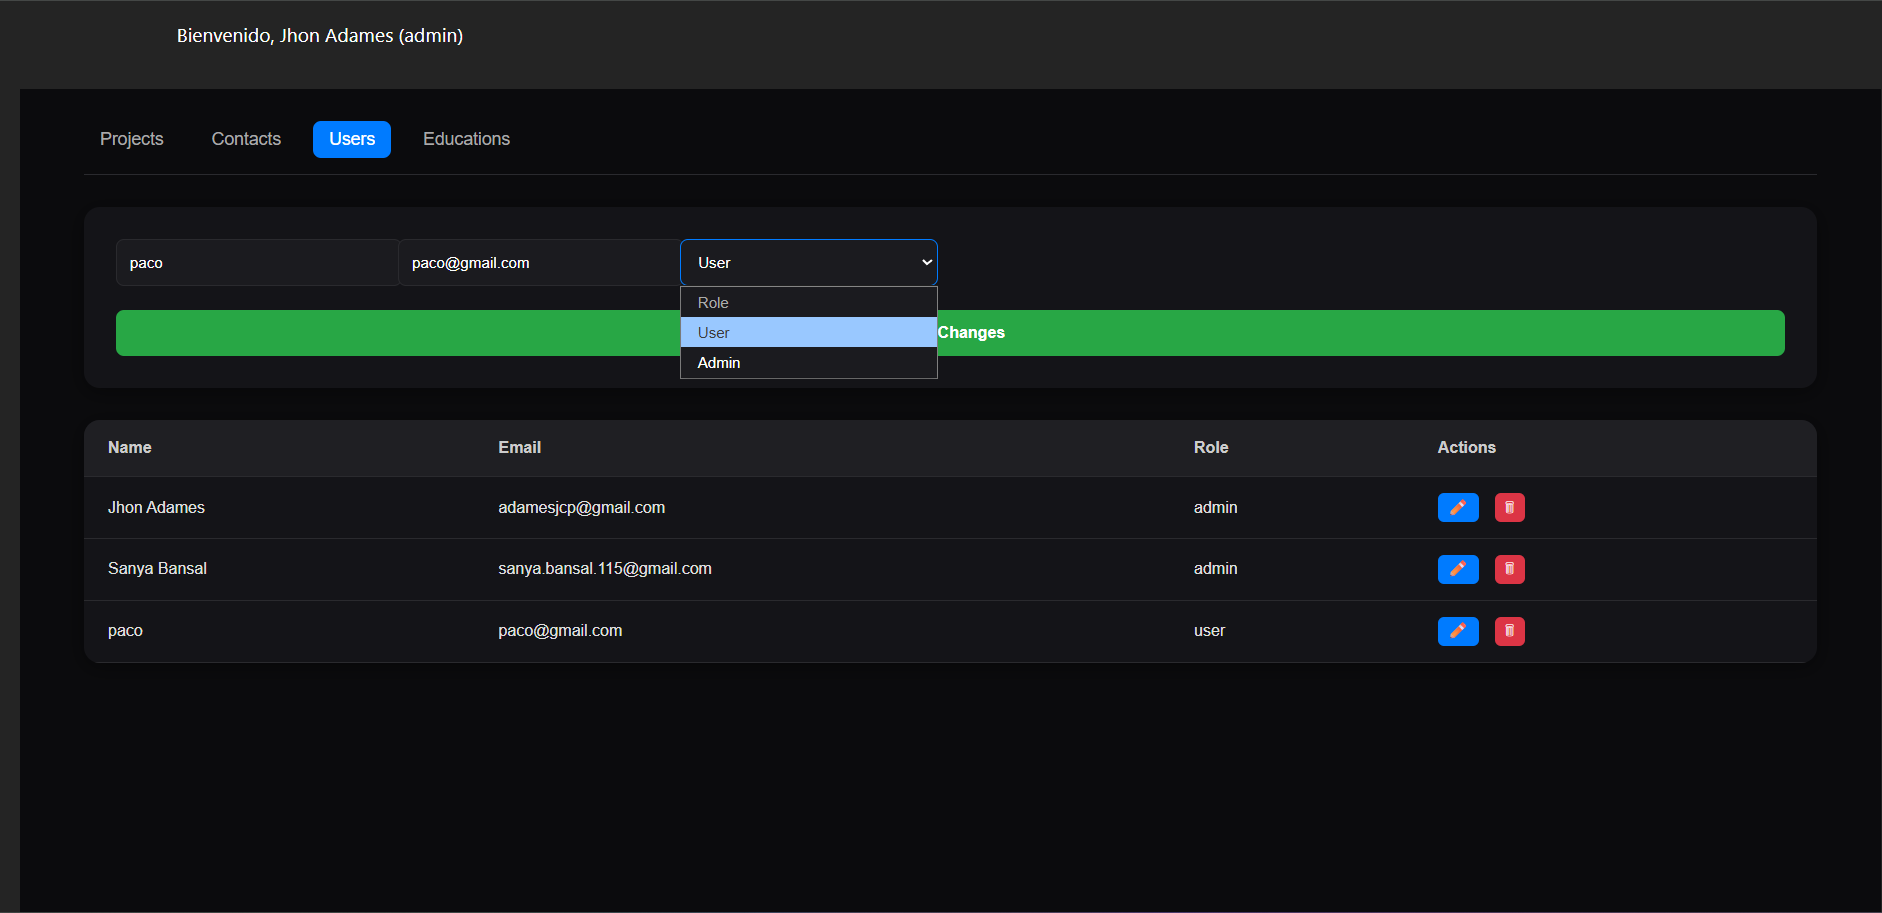 Bienvenido, Jhon Adames (admin)
Projects Contacts Users Educations
paco paco@gmail.com User
Role
User
Changes
Admin
Name Email Role Actions
Jhon Adames adamesjcp@gmail.com admin
Sanya Bansal sanya.bansal.115@gmail.com admin
paco paco@gmail.com user